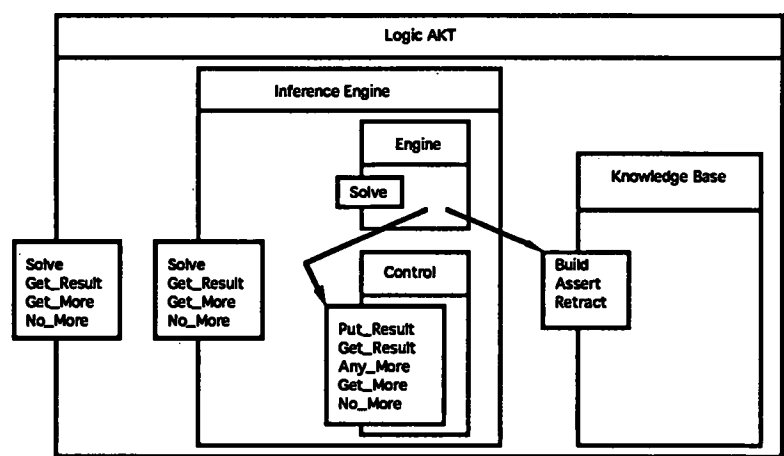 Logic AKT
Inference Engine
Engine
Knowledge Base
Solve
Solve
Get_Result
Get_More
No_More
Solve
Get_Result
Get_More
No_More
Control
Build
Assert
Retract
Put_Result
Get_Result
Any_More
Get_More
No_More